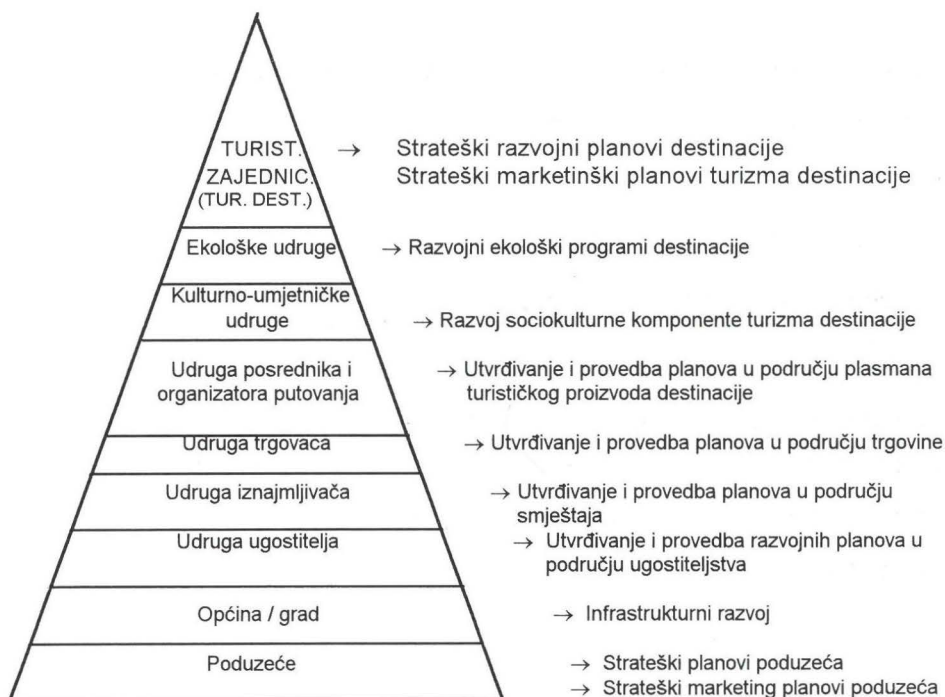 TURIST. → Strateški razvojni planovi destinacije
ZAJEDNIC. Strateški marketinški planovi turizma destinacije
(TUR. DEST.)
Ekološke udruge → Razvojni ekološki programi destinacije
Kulturno-umjetničke
udruge → Razvoj sociokulturne komponente turizma destinacije
Udruga posrednika i → Utvrđivanje i provedba planova u području plasmana
organizatora putovanja turističkog proizvoda destinacije
Udruga trgovaca → Utvrđivanje i provedba planova u području trgovine
Udruga iznajmljivača → Utvrđivanje i provedba planova u području
smještaja
Udruga ugostitelja → Utvrđivanje i provedba razvojnih planova u
području ugostiteljstva
Općina / grad → Infrastrukturni razvoj
Poduzeće → Strateški planovi poduzeća
→ Strateški marketing planovi poduzeća